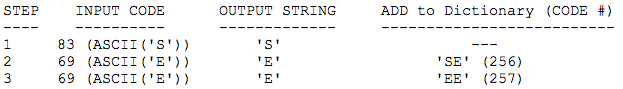 STEP INPUT CODE OUTPUT STRING ADD to Dictionary (CODE #)
---- ---------- ------------- --------------------------
1 83 (ASCII('S')) 'S' ---
2 69 (ASCII('E')) 'E' 'SE' (256)
3 69 (ASCII('E')) 'E' 'EE' (257)